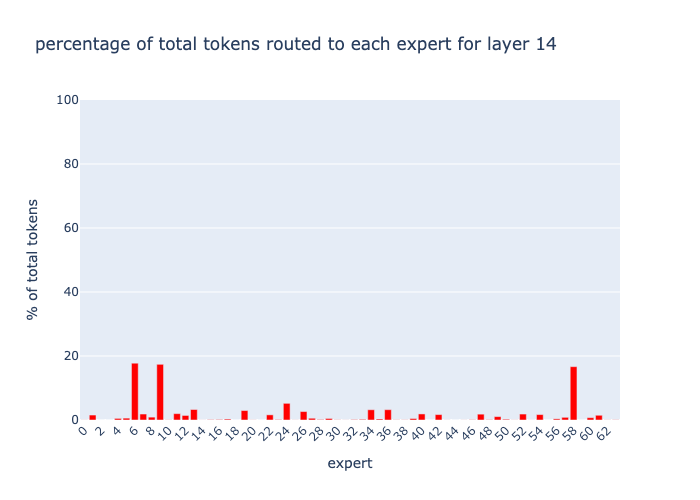 percentage of total tokens routed to each expert for layer 14
100
80
60
40
20
0
% of total tokens
0 2 4 6 8 10 12 14 16 18 20 22 24 26 28 30 32 34 36 38 40 42 44 46 48 50 52 54 56 58 60 62
expert